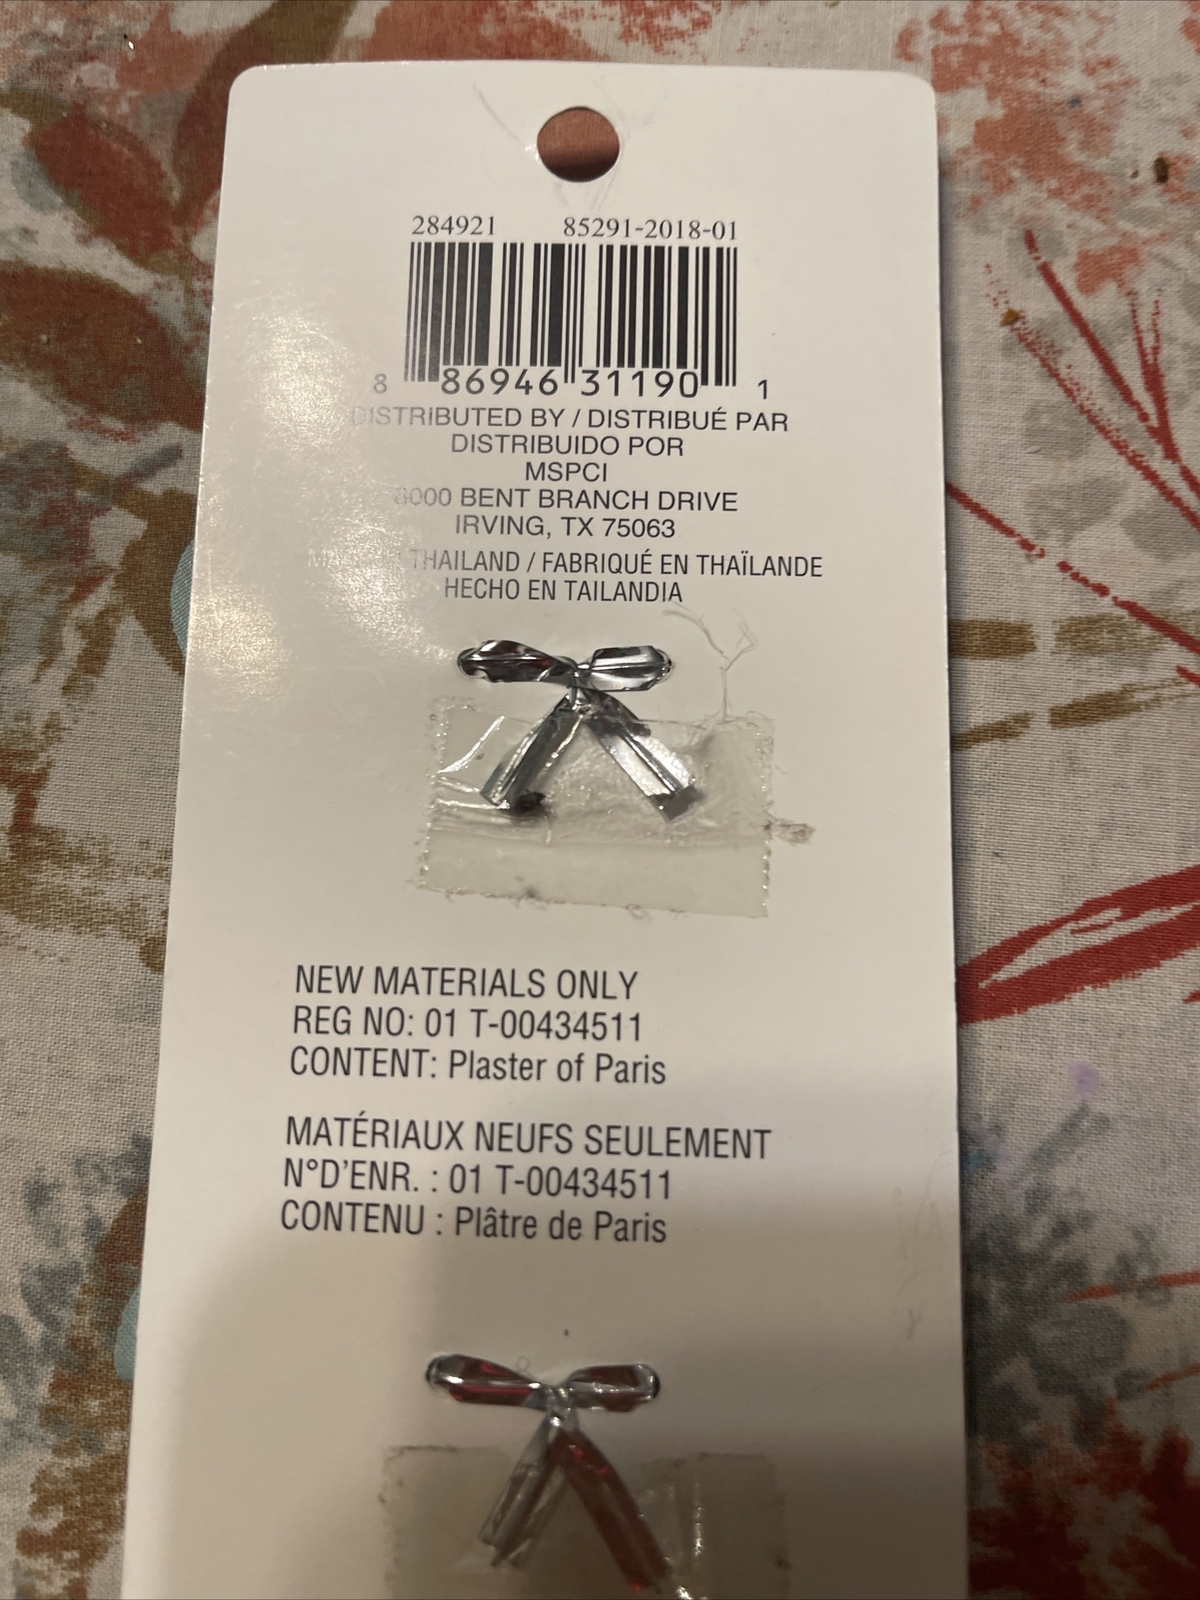 284921 85291-2018-01
8 86946 31190 1
DISTRIBUTED BY / DISTRIBUÉ PAR
DISTRIBUIDO POR
MSPCI
8000 BENT BRANCH DRIVE
IRVING, TX 75063
THAILAND / FABRIQUÉ EN THAÏLANDE
HECHO EN TAILANDIA
NEW MATERIALS ONLY
REG NO: 01 T-00434511
CONTENT: Plaster of Paris
MATÉRIAUX NEUFS SEULEMENT
N°D'ENR. : 01 T-00434511
CONTENU : Plâtre de Paris